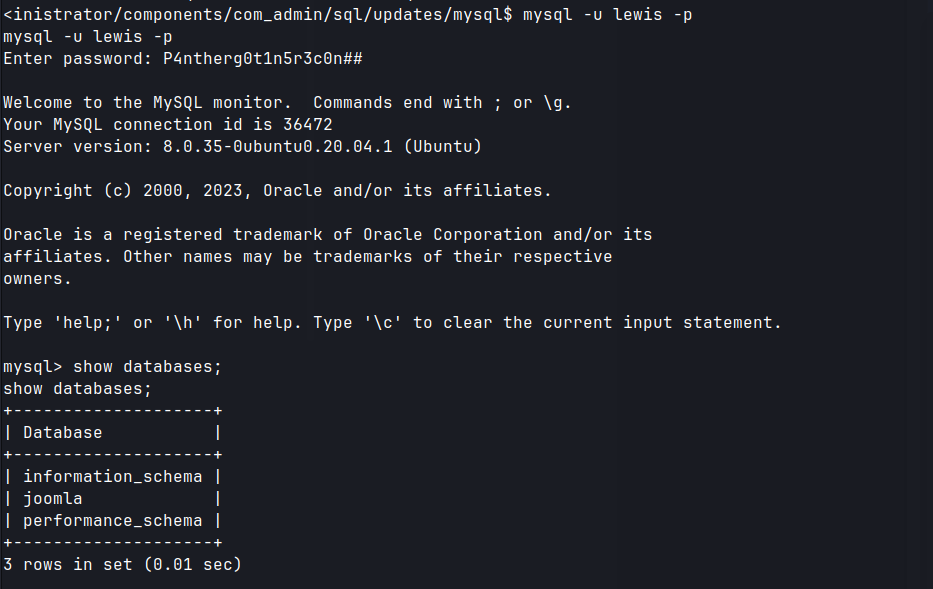 <inistrator/components/com_admin/sql/updates/mysql$ mysql -u lewis -p
mysql -u lewis -p
Enter password: P4ntherg0t1n5r3c0n##
Welcome to the MySQL monitor.  Commands end with ; or \g.
Your MySQL connection id is 36472
Server version: 8.0.35-0ubuntu0.20.04.1 (Ubuntu)
Copyright (c) 2000, 2023, Oracle and/or its affiliates.
Oracle is a registered trademark of Oracle Corporation and/or its
affiliates. Other names may be trademarks of their respective
owners.
Type 'help;' or '\h' for help. Type '\c' to clear the current input statement.
mysql> show databases;
show databases;
+--------------------+
| Database           |
+--------------------+
| information_schema |
| joomla             |
| performance_schema |
+--------------------+
3 rows in set (0.01 sec)